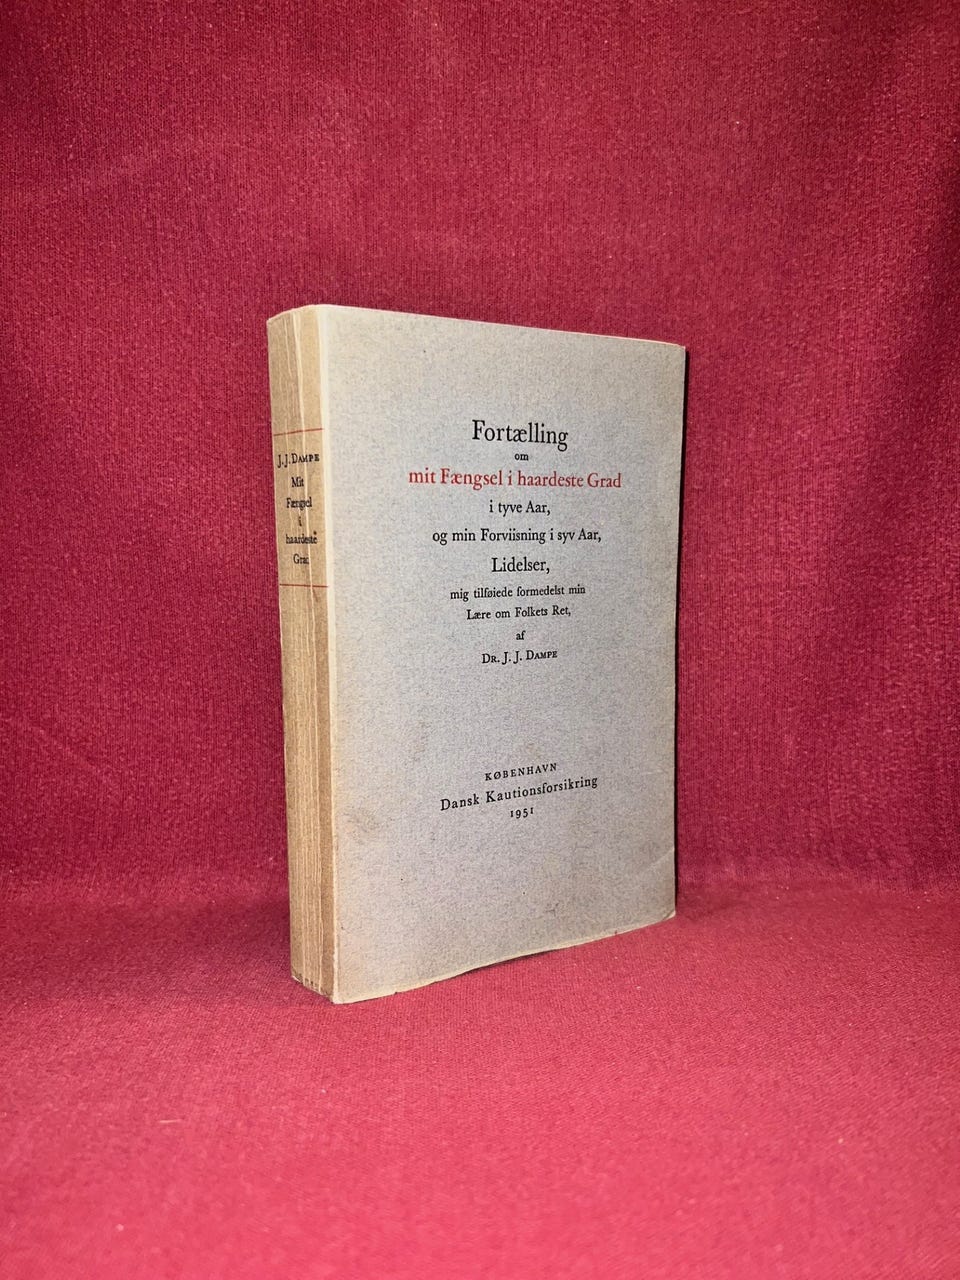 J. J. DAMPE
Mit
Fængsel
i
haardeste
Grad
Fortælling
om
mit Fængsel i haardeste Grad
i tyve Aar,
og min Forviisning i syv Aar,
Lidelser,
mig tilføiede formedelst min
Lære om Folkets Ret,
af
DR. J. J. DAMPE
KØBENHAVN
Dansk Kautionsforsikring
1951